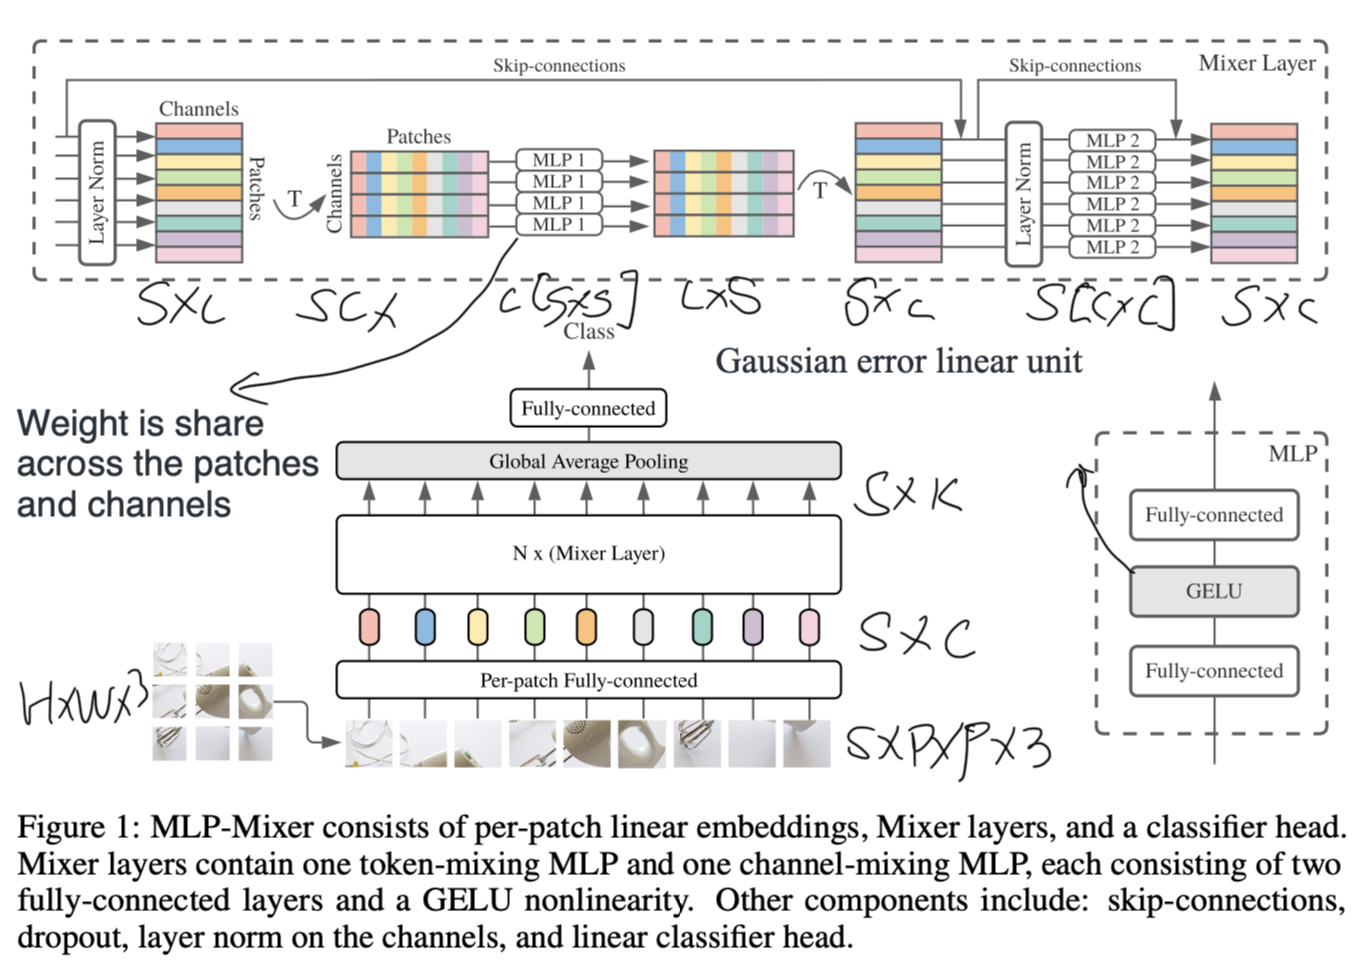 Skip-connections
Skip-connections
Mixer Layer
Channels
Layer Norm
Patches
T
Patches
Channels
MLP 1
MLP 1
MLP 1
MLP 1
T
Layer Norm
MLP 2
MLP 2
MLP 2
MLP 2
MLP 2
MLP 2
SXC
SCX
C[SXS]
CXS
SXC
S[CXC]
SXC
Class
Gaussian error linear unit
Fully-connected
Weight is share
across the patches
and channels
Global Average Pooling
SXK
N x (Mixer Layer)
SXC
Per-patch Fully-connected
HXWX3
SXPXPX3
MLP
Fully-connected
GELU
Fully-connected
Figure 1: MLP-Mixer consists of per-patch linear embeddings, Mixer layers, and a classifier head.
Mixer layers contain one token-mixing MLP and one channel-mixing MLP, each consisting of two
fully-connected layers and a GELU nonlinearity. Other components include: skip-connections,
dropout, layer norm on the channels, and linear classifier head.